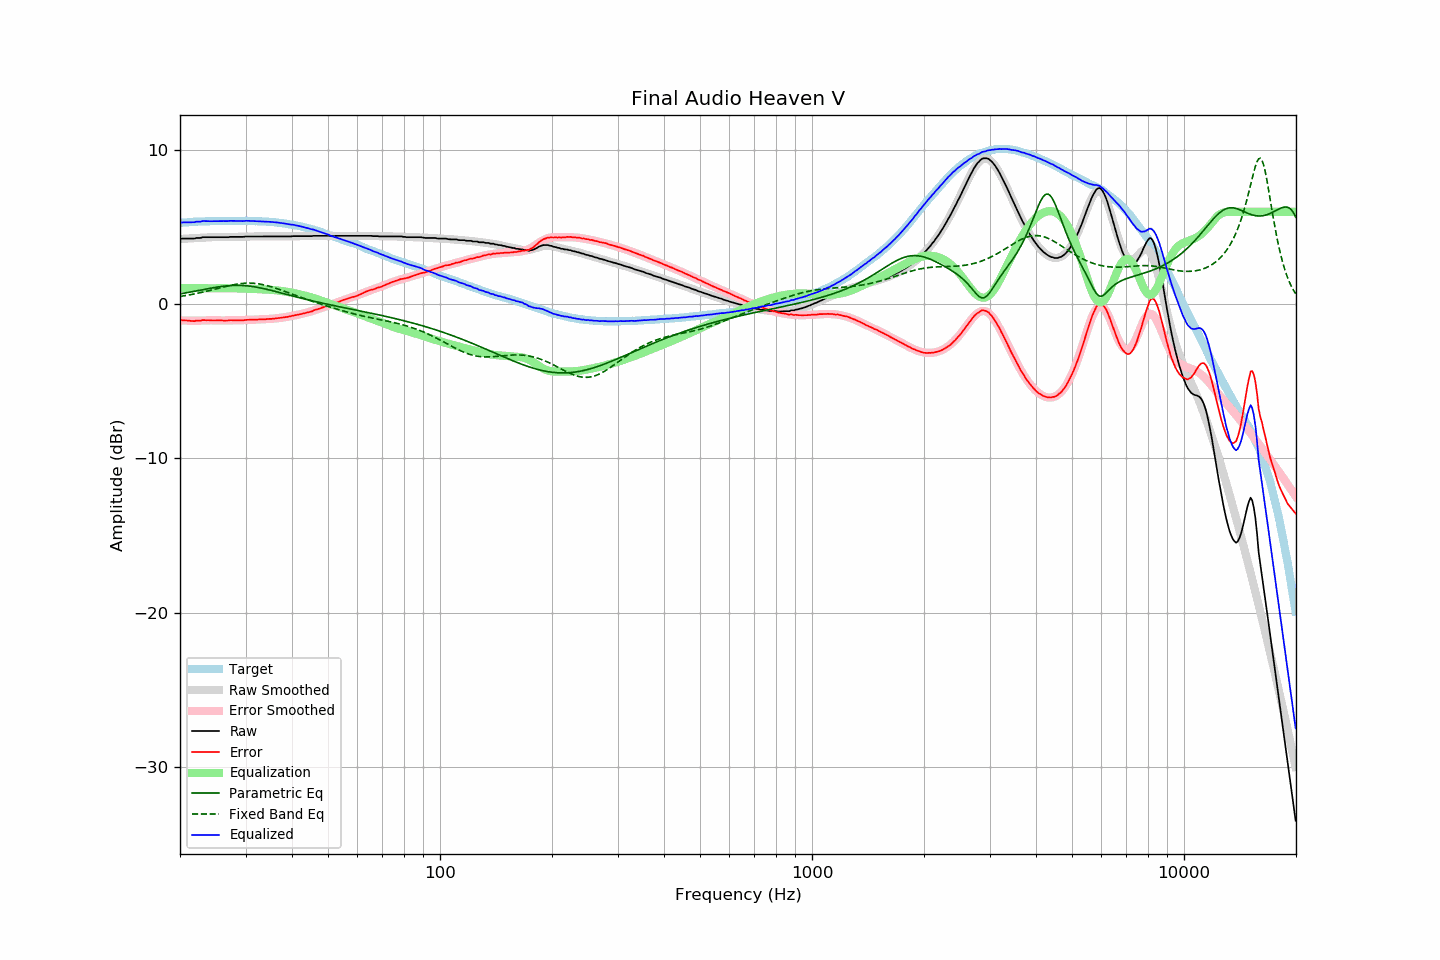 Final Audio Heaven V
10
0
−10
−20
−30
Amplitude (dBr)
100
1000
10000
Frequency (Hz)
Target
Raw Smoothed
Error Smoothed
Raw
Error
Equalization
Parametric Eq
Fixed Band Eq
Equalized